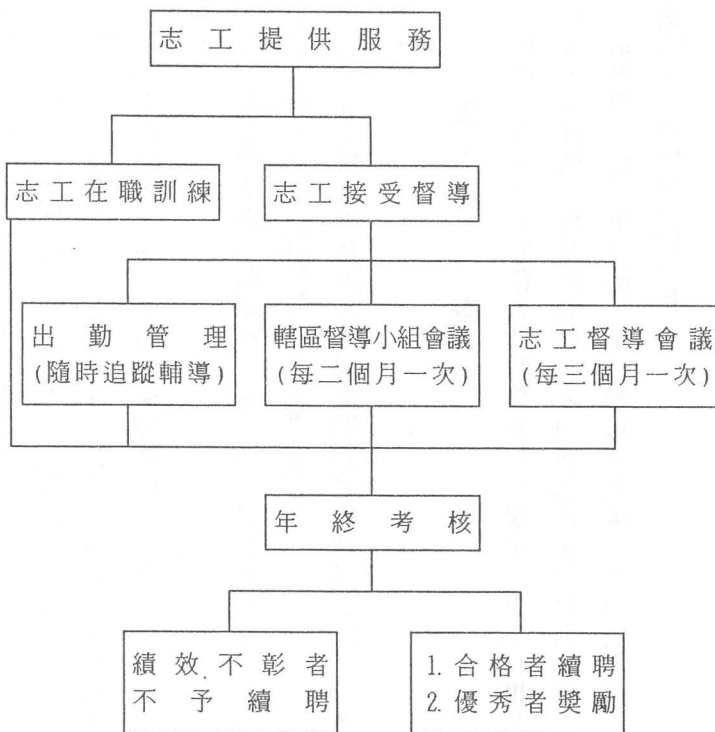 志工提供服務
志工在職訓練
志工接受督導
出勤管理
(隨時追蹤輔導)
轄區督導小組會議
(每二個月一次)
志工督導會議
(每三個月一次)
年終考核
績效不彰者
不予續聘
1. 合格者續聘
2. 優秀者獎勵